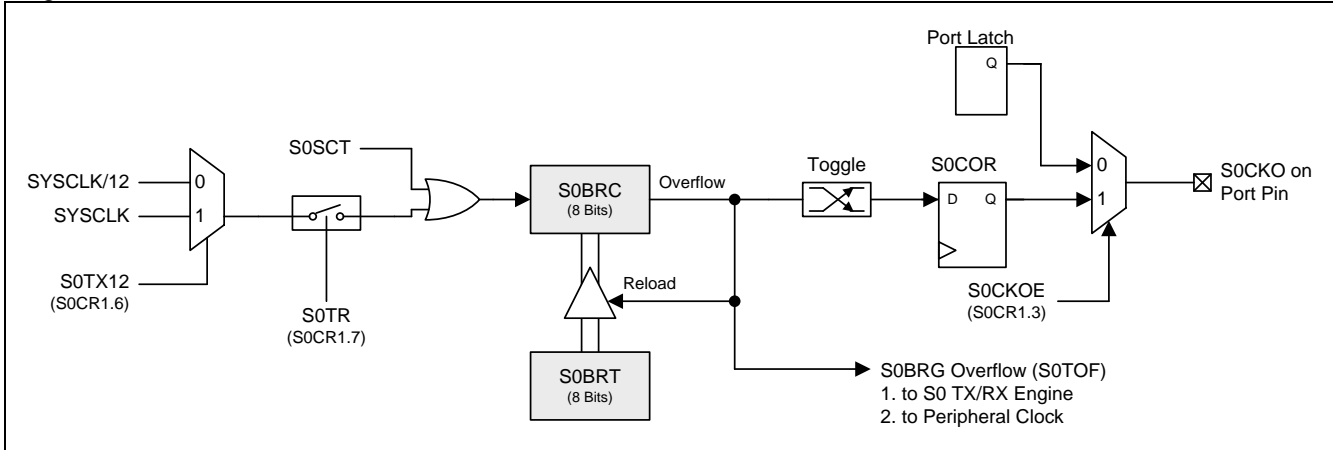 Port Latch
Q
S0SCT
Toggle
S0COR
SYSCLK/12
0
S0BRC
(8 Bits)
Overflow
0
S0CKO on
Port Pin
SYSCLK
1
D
Q
1
S0TX12
(S0CR1.6)
Reload
S0CKOE
(S0CR1.3)
S0TR
(S0CR1.7)
S0BRT
(8 Bits)
S0BRG Overflow (S0TOF)
1. to S0 TX/RX Engine
2. to Peripheral Clock